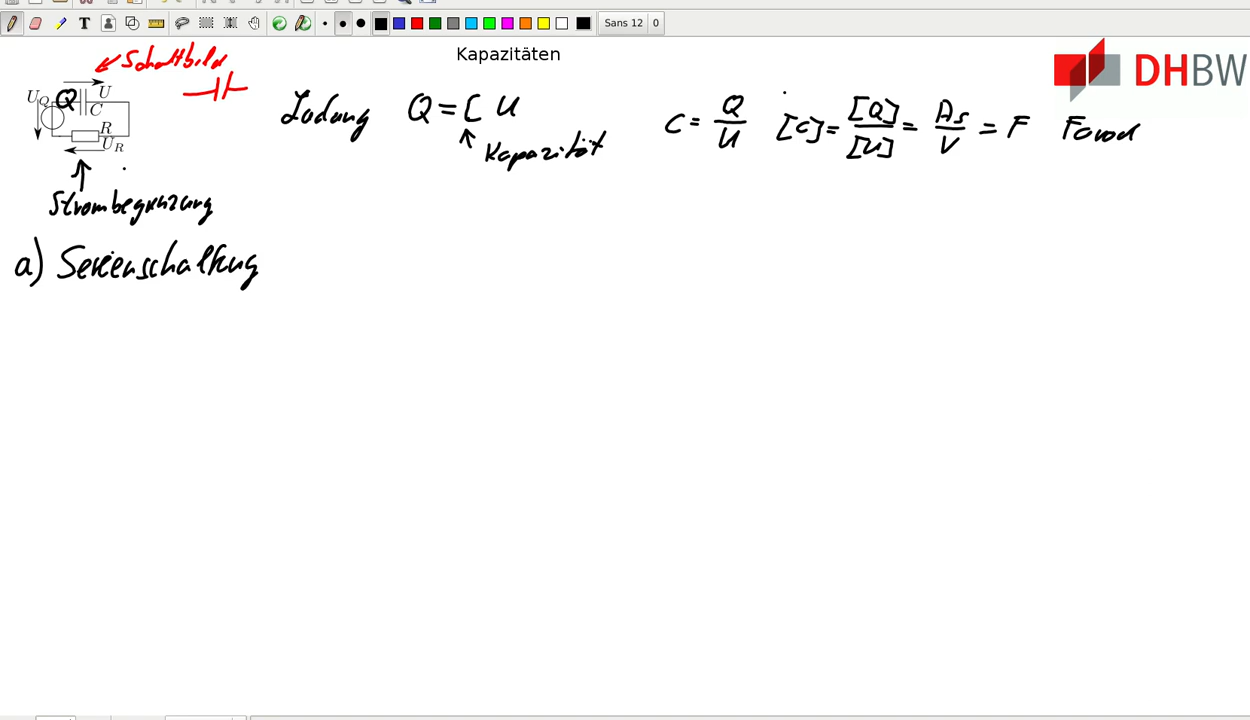 Sans 12 0
Kapazitäten
DHBW
Schaltbild
U_Q Q U C R U_R
Strombegrenzung
Ladung Q = C U
Kapazität
C = Q/U [C] = [Q]/[U] = As/V = F Farad
a) Serienschaltung